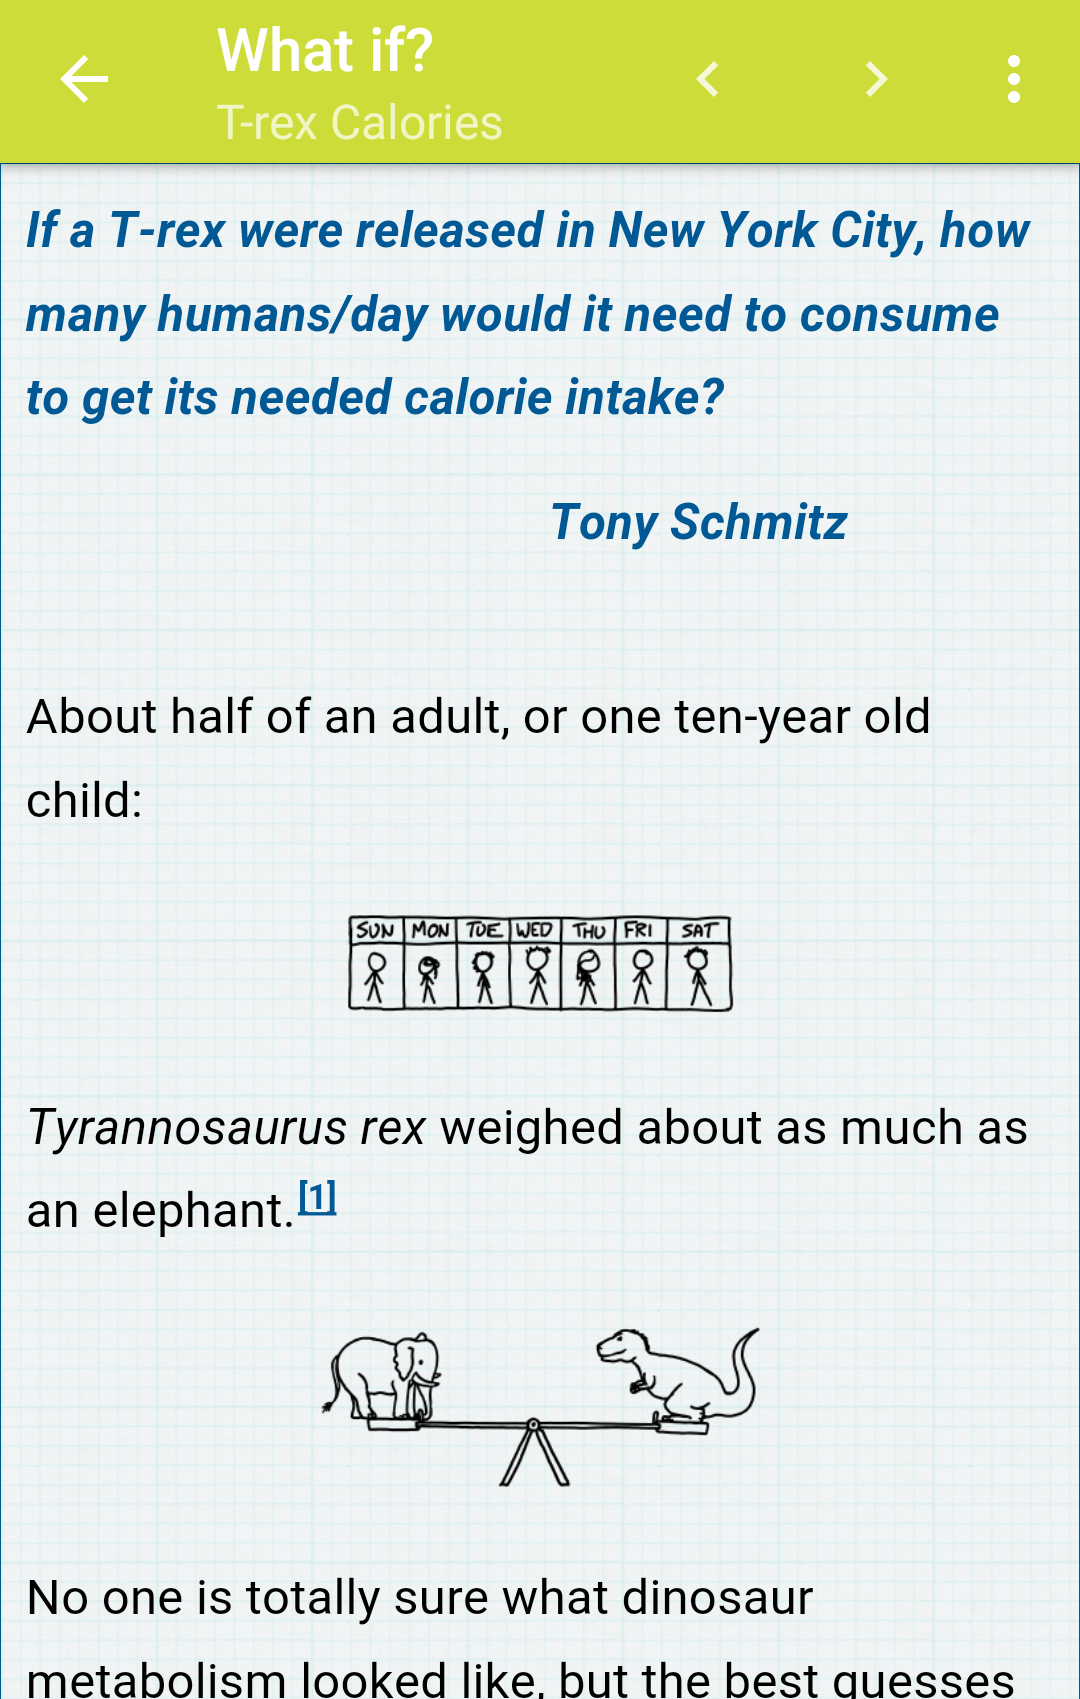 What if?
T-rex Calories
If a T-rex were released in New York City, how
many humans/day would it need to consume
to get its needed calorie intake?
Tony Schmitz
About half of an adult, or one ten-year old
child:
SUN MON TUE WED THU FRI SAT
Tyrannosaurus rex weighed about as much as
an elephant.[1]
No one is totally sure what dinosaur
metabolism looked like, but the best guesses